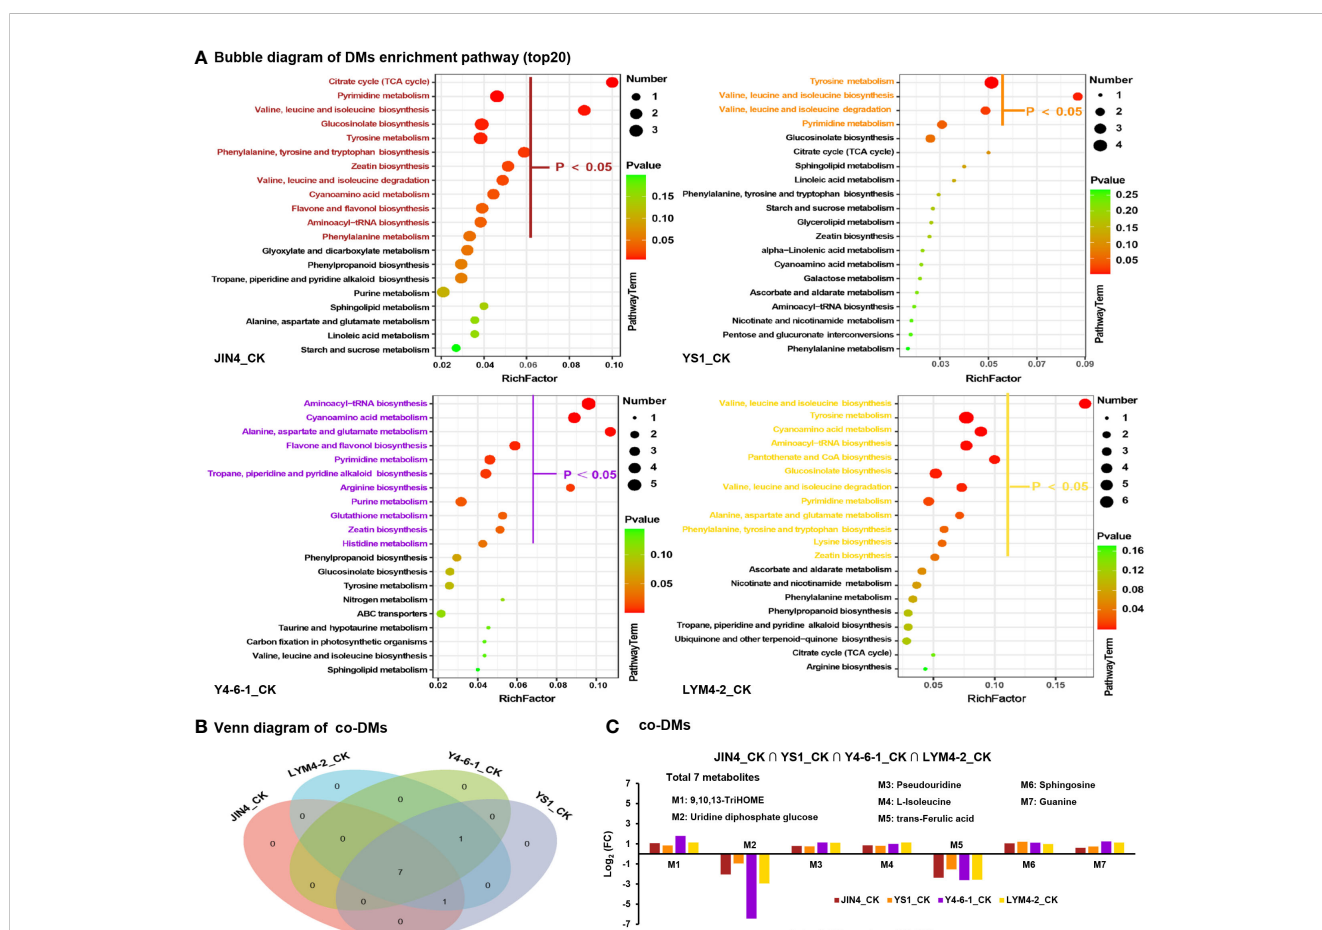 A Bubble diagram of DMs enrichment pathway (top20)
Citrate cycle (TCA cycle)
Pyrimidine metabolism
Valine, leucine and isoleucine biosynthesis
Glucosinolate biosynthesis
Tyrosine metabolism
Phenylalanine, tyrosine and tryptophan biosynthesis
Zeatin biosynthesis
Valine, leucine and isoleucine degradation
Cyanoamino acid metabolism
Flavone and flavonol biosynthesis
Aminoacyl−tRNA biosynthesis
Phenylalanine metabolism
Glyoxylate and dicarboxylate metabolism
Phenylpropanoid biosynthesis
Tropane, piperidine and pyridine alkaloid biosynthesis
Purine metabolism
Sphingolipid metabolism
Alanine, aspartate and glutamate metabolism
Linoleic acid metabolism
Starch and sucrose metabolism
P < 0.05
0.02 0.04 0.06 0.08 0.10
RichFactor
JIN4_CK
Number
1
2
3
Pvalue
0.15
0.10
0.05
PathwayTerm
Tyrosine metabolism
Valine, leucine and isoleucine biosynthesis
Valine, leucine and isoleucine degradation
Pyrimidine metabolism
Glucosinolate biosynthesis
Citrate cycle (TCA cycle)
Sphingolipid metabolism
Linoleic acid metabolism
Phenylalanine, tyrosine and tryptophan biosynthesis
Starch and sucrose metabolism
Glycerolipid metabolism
Zeatin biosynthesis
alpha−Linolenic acid metabolism
Cyanoamino acid metabolism
Galactose metabolism
Ascorbate and aldarate metabolism
Aminoacyl−tRNA biosynthesis
Nicotinate and nicotinamide metabolism
Pentose and glucuronate interconversions
Phenylalanine metabolism
P < 0.05
0.03 0.05 0.07 0.09
RichFactor
YS1_CK
Number
1
2
3
4
Pvalue
0.25
0.20
0.15
0.10
0.05
PathwayTerm
Aminoacyl−tRNA biosynthesis
Cyanoamino acid metabolism
Alanine, aspartate and glutamate metabolism
Flavone and flavonol biosynthesis
Pyrimidine metabolism
Tropane, piperidine and pyridine alkaloid biosynthesis
Arginine biosynthesis
Purine metabolism
Glutathione metabolism
Zeatin biosynthesis
Histidine metabolism
Phenylpropanoid biosynthesis
Glucosinolate biosynthesis
Tyrosine metabolism
Nitrogen metabolism
ABC transporters
Taurine and hypotaurine metabolism
Carbon fixation in photosynthetic organisms
Valine, leucine and isoleucine biosynthesis
Sphingolipid metabolism
P < 0.05
0.02 0.04 0.06 0.08 0.10
RichFactor
Y4-6-1_CK
Number
1
2
3
4
5
Pvalue
0.10
0.05
PathwayTerm
Valine, leucine and isoleucine biosynthesis
Tyrosine metabolism
Cyanoamino acid metabolism
Aminoacyl−tRNA biosynthesis
Pantothenate and CoA biosynthesis
Glucosinolate biosynthesis
Valine, leucine and isoleucine degradation
Pyrimidine metabolism
Alanine, aspartate and glutamate metabolism
Phenylalanine, tyrosine and tryptophan biosynthesis
Lysine biosynthesis
Zeatin biosynthesis
Ascorbate and aldarate metabolism
Nicotinate and nicotinamide metabolism
Phenylalanine metabolism
Phenylpropanoid biosynthesis
Tropane, piperidine and pyridine alkaloid biosynthesis
Ubiquinone and other terpenoid−quinone biosynthesis
Citrate cycle (TCA cycle)
Arginine biosynthesis
P < 0.05
0.05 0.10 0.15
RichFactor
LYM4-2_CK
Number
1
2
3
4
5
6
Pvalue
0.16
0.12
0.08
0.04
PathwayTerm
B Venn diagram of co-DMs
JIN4_CK
LYM4-2_CK
Y4-6-1_CK
YS1_CK
0 0
0
0 0
0 0 1 0
7
0 0
0 1
0
C co-DMs
JIN4_CK ∩ YS1_CK ∩ Y4-6-1_CK ∩ LYM4-2_CK
Total 7 metabolites
M1: 9,10,13-TriHOME
M2: Uridine diphosphate glucose
M3: Pseudouridine
M4: L-Isoleucine
M5: trans-Ferulic acid
M6: Sphingosine
M7: Guanine
Log2 (FC)
7
5
3
1
-1
-3
-5
-7
M1 M2 M3 M4 M5 M6 M7
JIN4_CK YS1_CK Y4-6-1_CK LYM4-2_CK